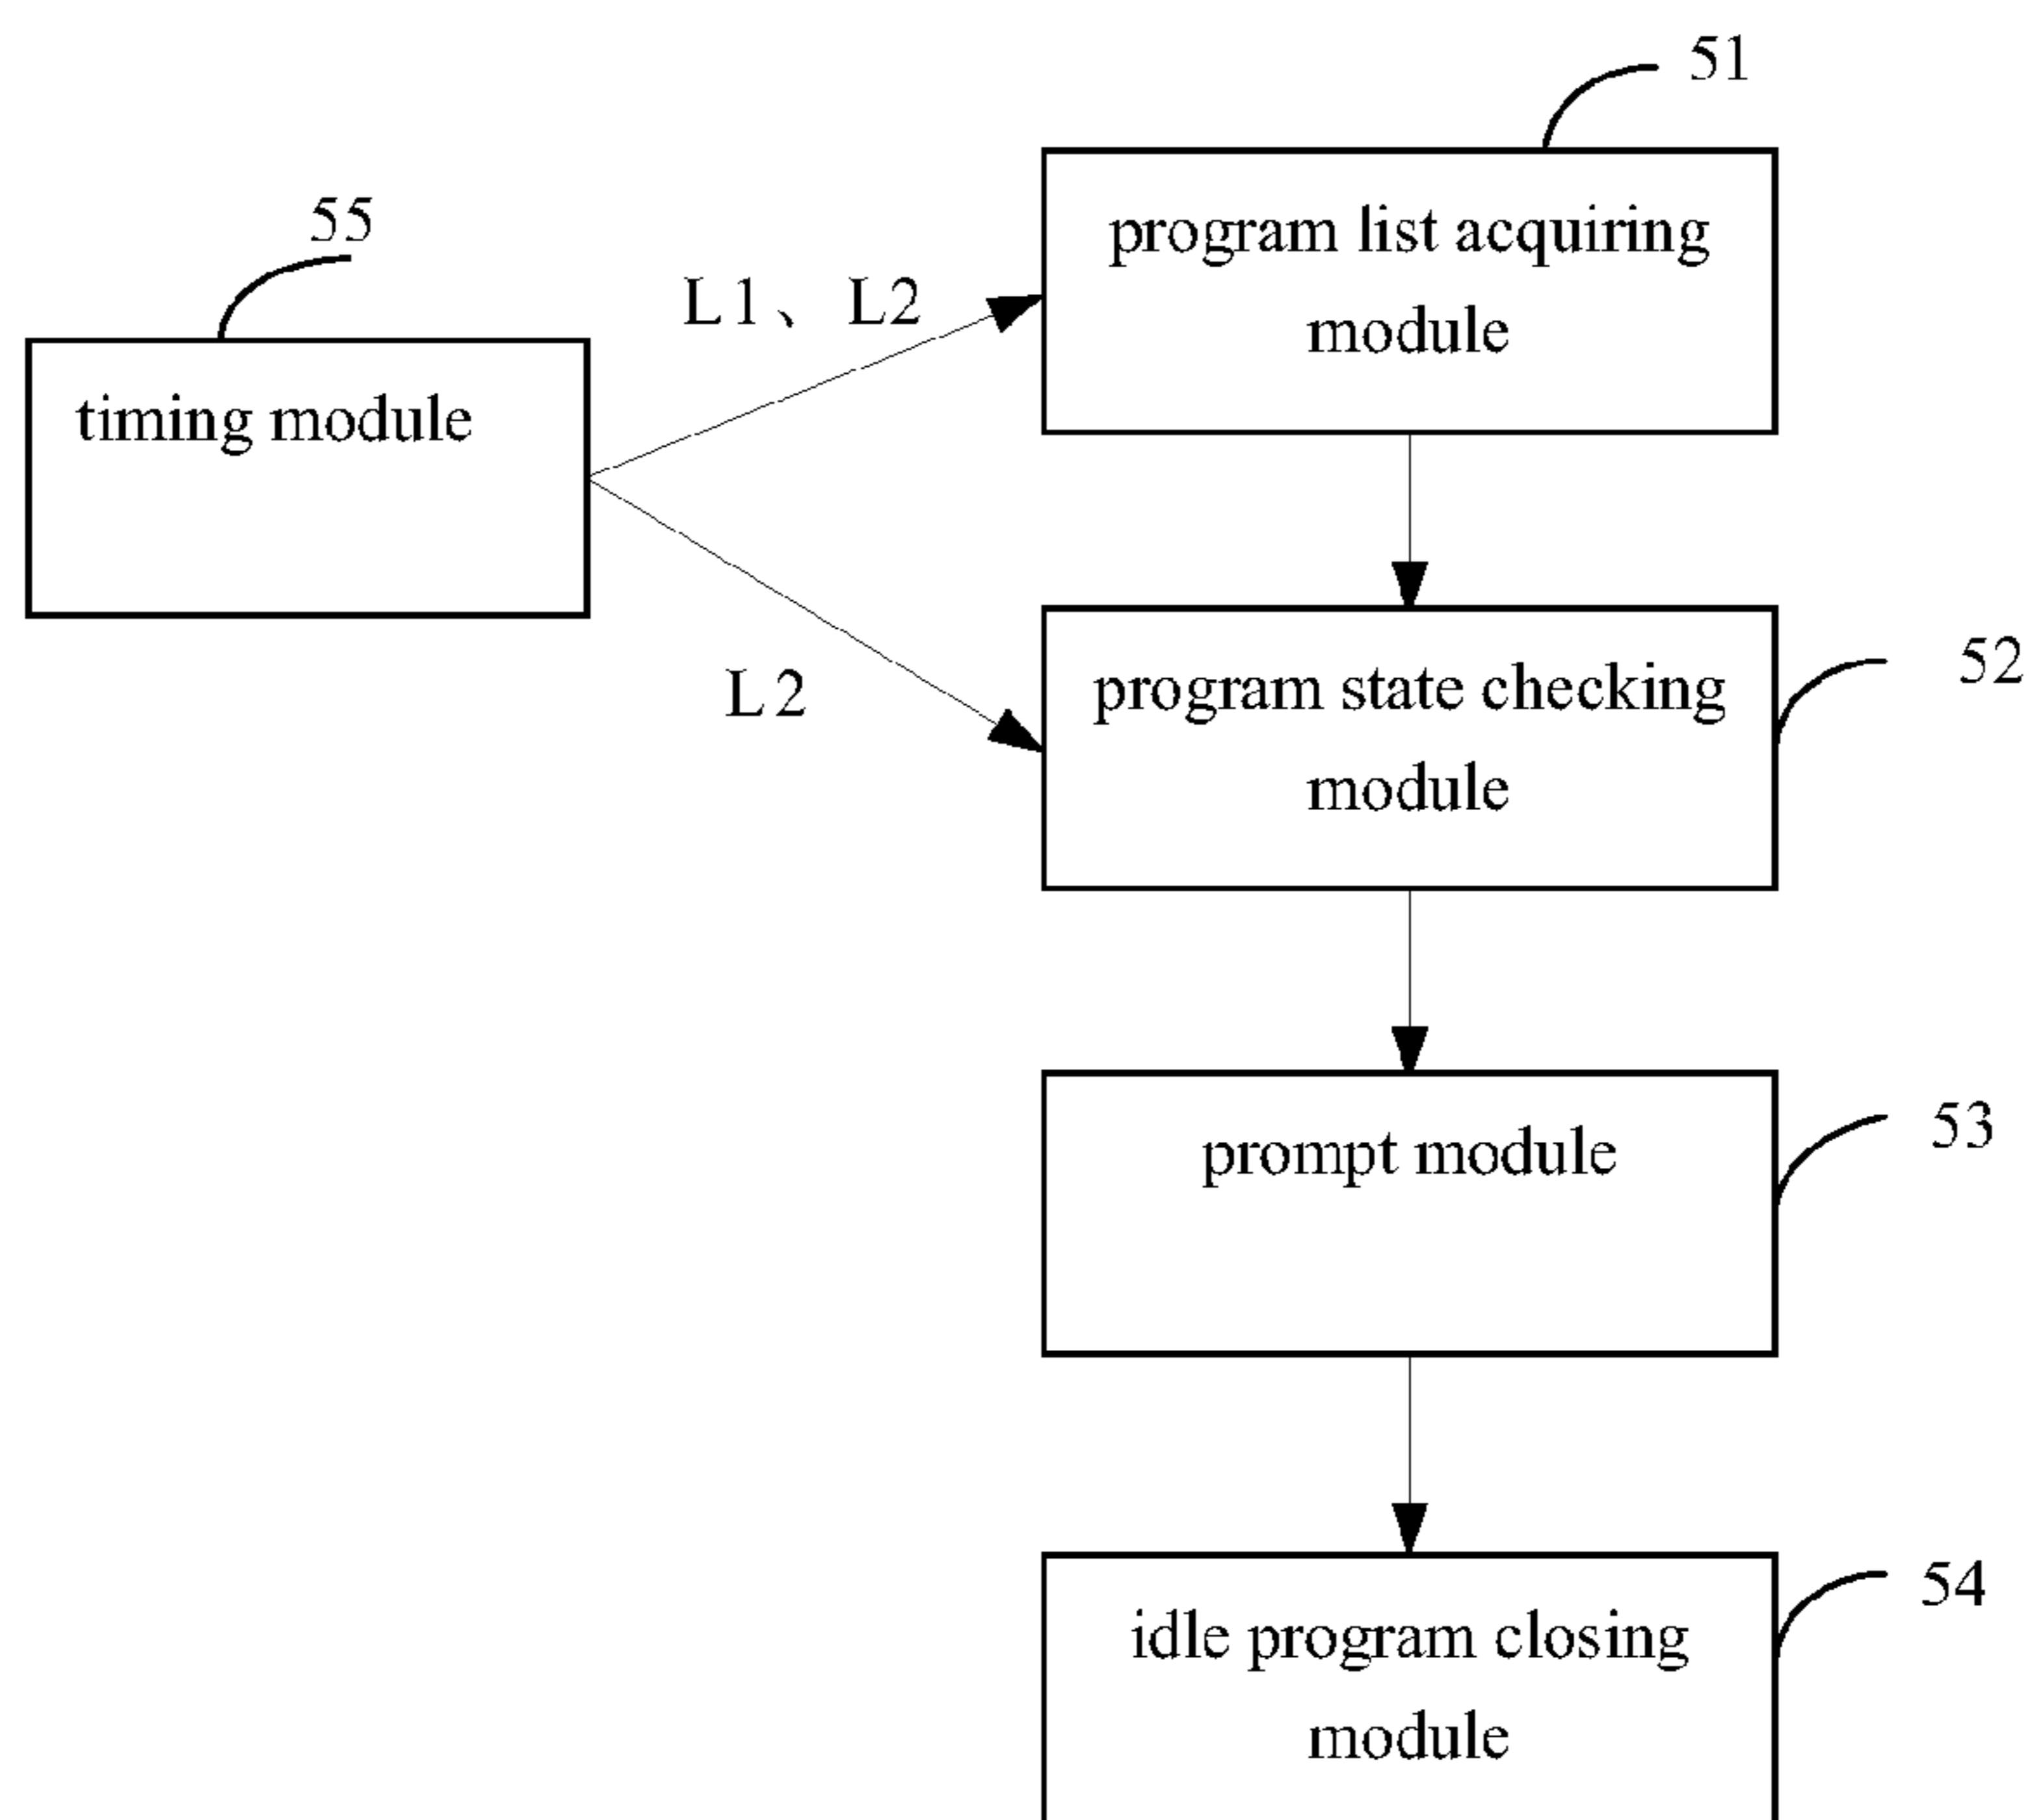 51
program list acquiring
module
55
timing module
L1、L2
52
program state checking
module
L2
53
prompt module
54
idle program closing
module